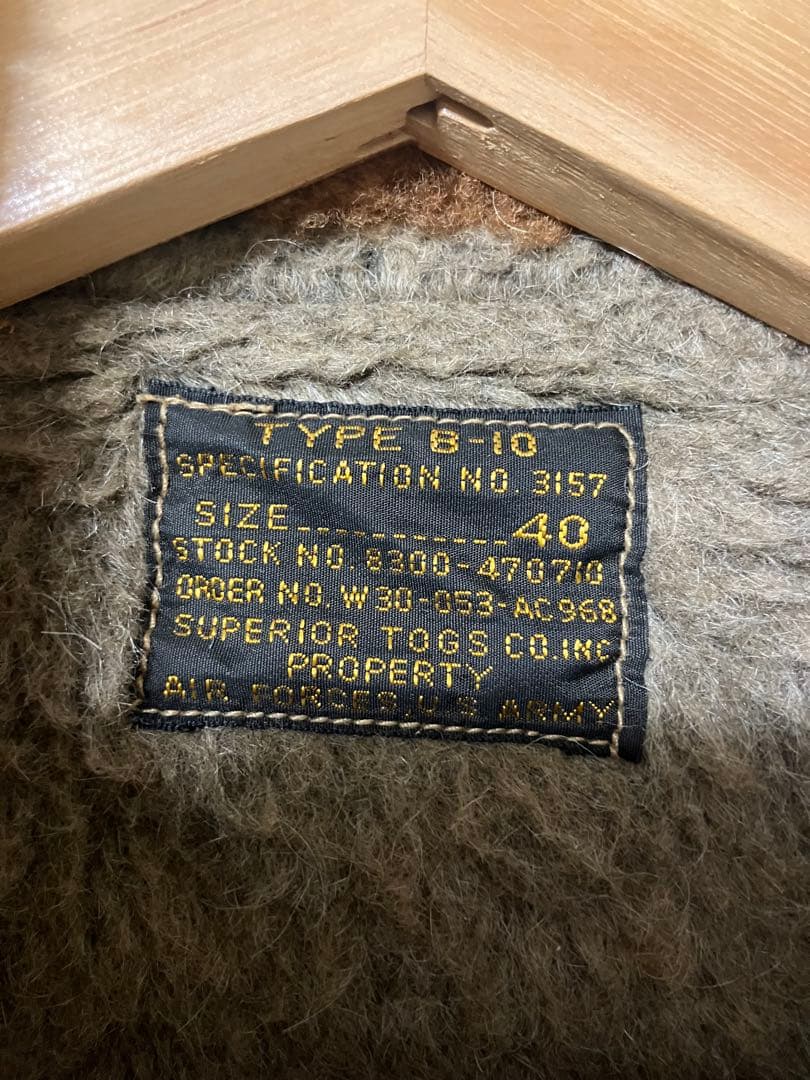 TYPE B-10
SPECIFICATION NO. 3157
SIZE............40
STOCK NO. 8300-470710
ORDER NO. W30-053-AC968
SUPERIOR TOGS CO.INC
PROPERTY
AIR FORCES, U.S ARMY